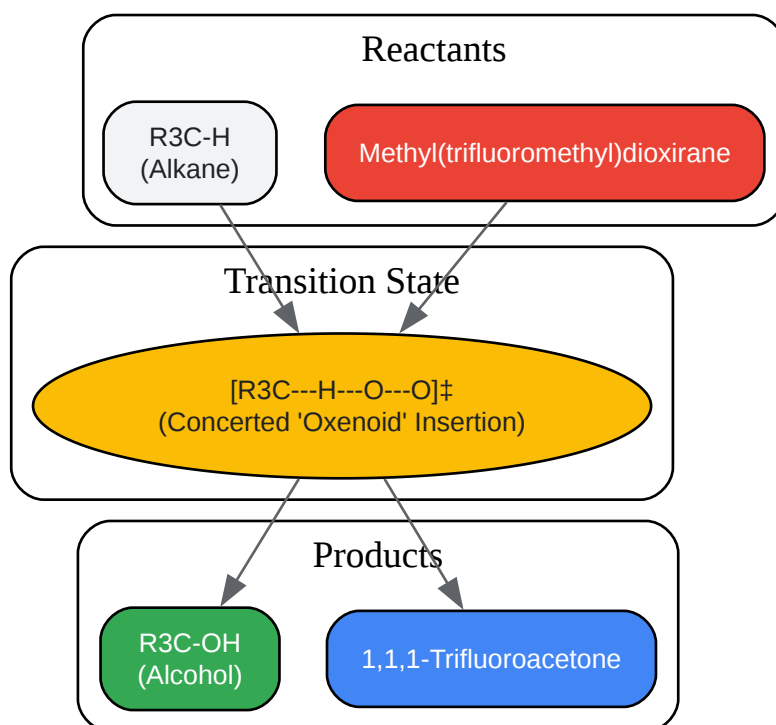 Reactants
R3C-H
(Alkane)
Methyl(trifluoromethyl)dioxirane
Transition State
[R3C---H---O---O]‡
(Concerted 'Oxenoid' Insertion)
Products
R3C-OH
(Alcohol)
1,1,1-Trifluoroacetone